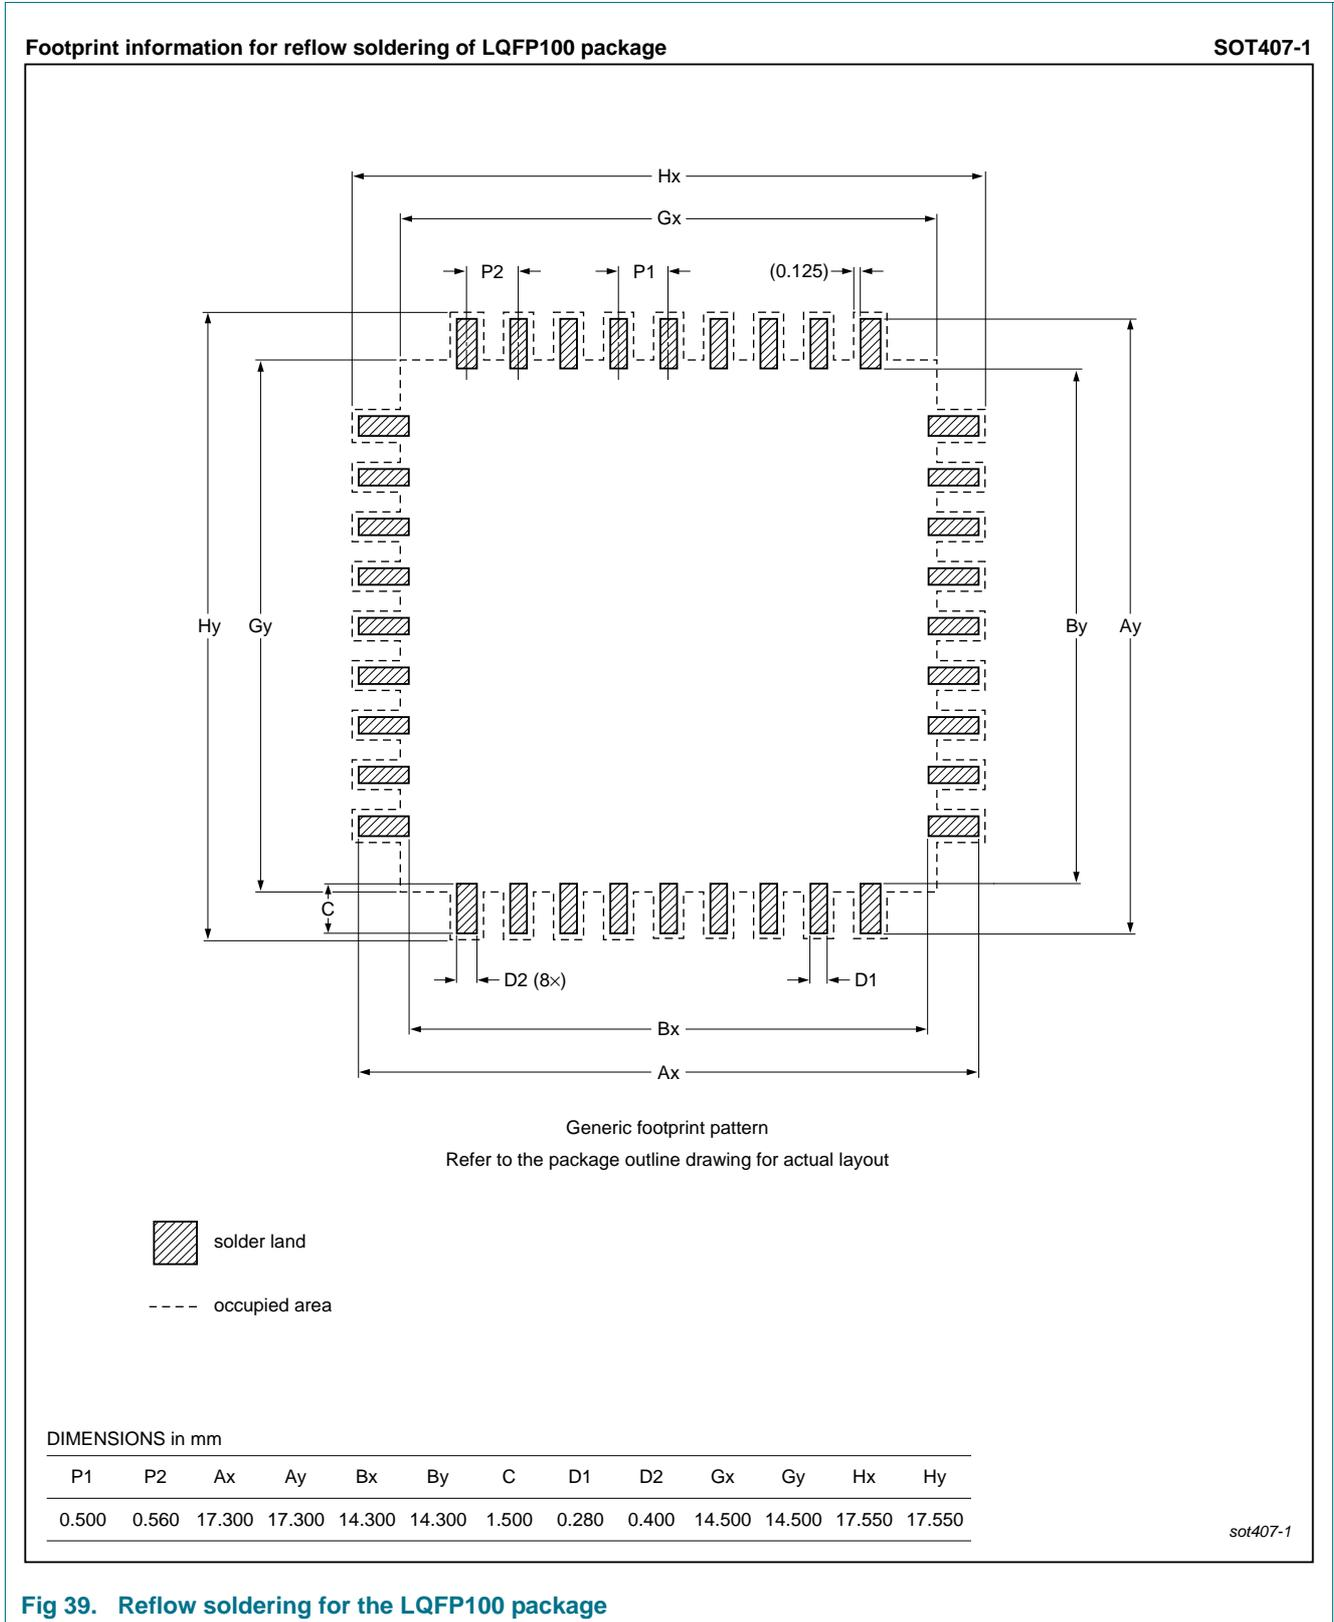 Footprint information for reflow soldering of LQFP100 package SOT407-1
Hx
Gx
P2 P1 (0.125)
Hy Gy By Ay
C
D2 (8×) D1
Bx
Ax
Generic footprint pattern
Refer to the package outline drawing for actual layout
solder land
occupied area
DIMENSIONS in mm
P1 P2 Ax Ay Bx By C D1 D2 Gx Gy Hx Hy
0.500 0.560 17.300 17.300 14.300 14.300 1.500 0.280 0.400 14.500 14.500 17.550 17.550
sot407-1
Fig 39. Reflow soldering for the LQFP100 package